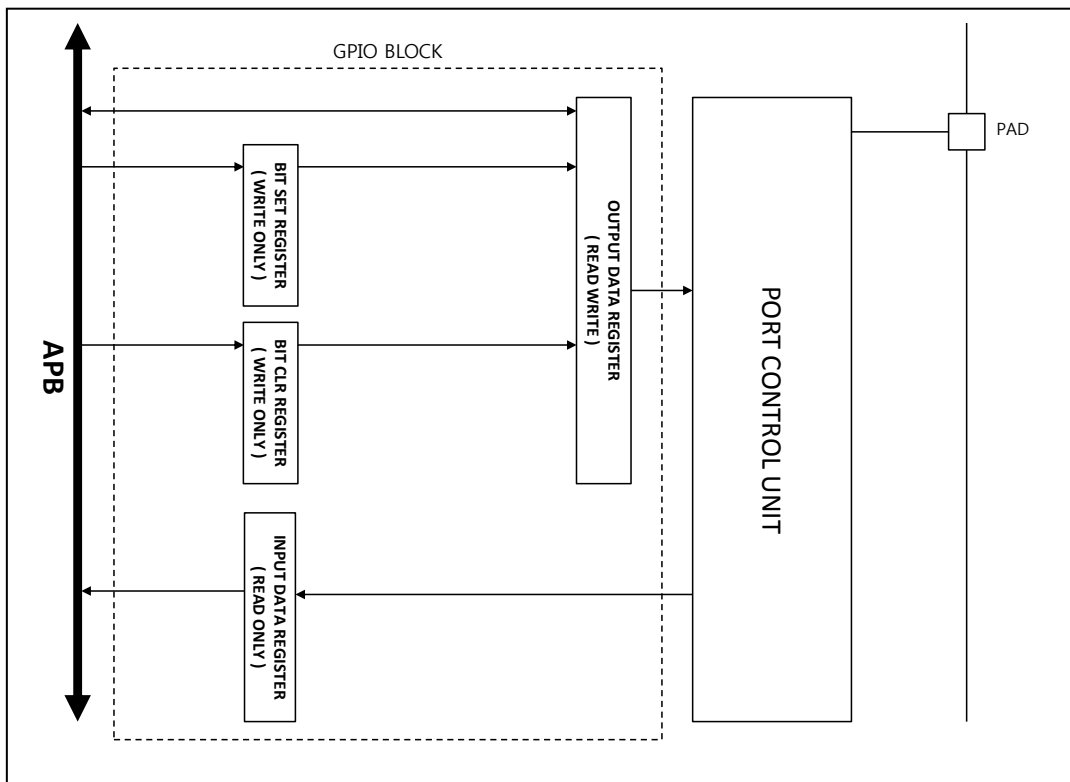 GPIO BLOCK
PAD
BIT SET REGISTER
( WRITE ONLY )
OUTPUT DATA REGISTER
( READ WRITE )
PORT CONTROL UNIT
APB
BIT CLR REGISTER
( WRITE ONLY )
INPUT DATA REGISTER
( READ ONLY )